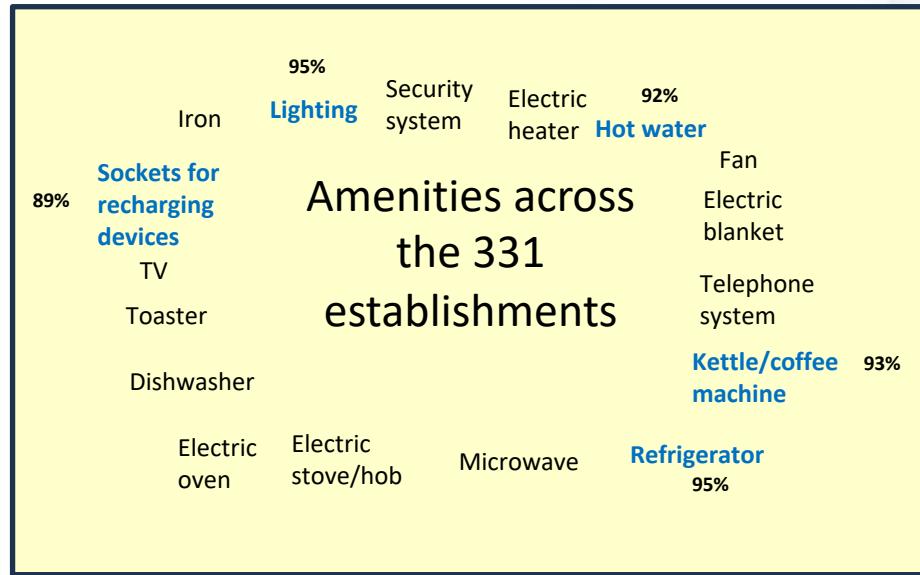 Amenities across
the 331
establishments
95%
Lighting
Security
system
Electric
heater
92%
Hot water
Fan
Electric
blanket
Telephone
system
Kettle/coffee
machine
93%
Refrigerator
95%
Microwave
Electric
stove/hob
Electric
oven
Dishwasher
Toaster
TV
89%
Sockets for
recharging
devices
Iron